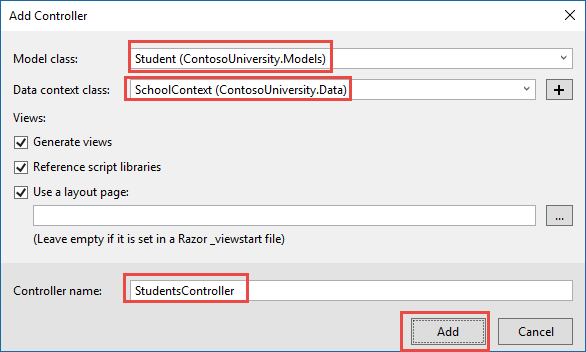 Add Controller
Model class: Student (ContosoUniversity.Models)
Data context class: SchoolContext (ContosoUniversity.Data) +
Views:
Generate views
Reference script libraries
Use a layout page:
...
(Leave empty if it is set in a Razor _viewstart file)
Controller name: StudentsController
Add Cancel